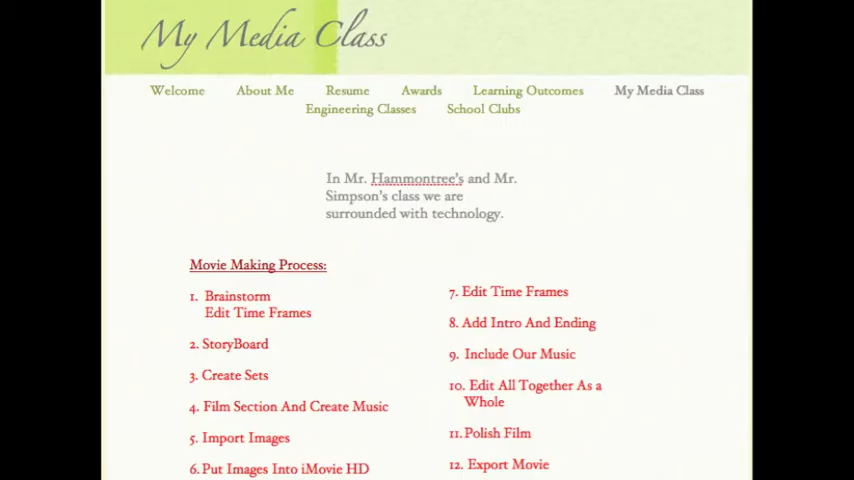 My Media Class
Welcome About Me Resume Awards Learning Outcomes My Media Class
Engineering Classes School Clubs
In Mr. Hammontree's and Mr.
Simpson's class we are
surrounded with technology.
Movie Making Process:
1. Brainstorm
Edit Time Frames
2. StoryBoard
3. Create Sets
4. Film Section And Create Music
5. Import Images
6. Put Images Into iMovie HD
7. Edit Time Frames
8. Add Intro And Ending
9. Include Our Music
10. Edit All Together As a
Whole
11. Polish Film
12. Export Movie